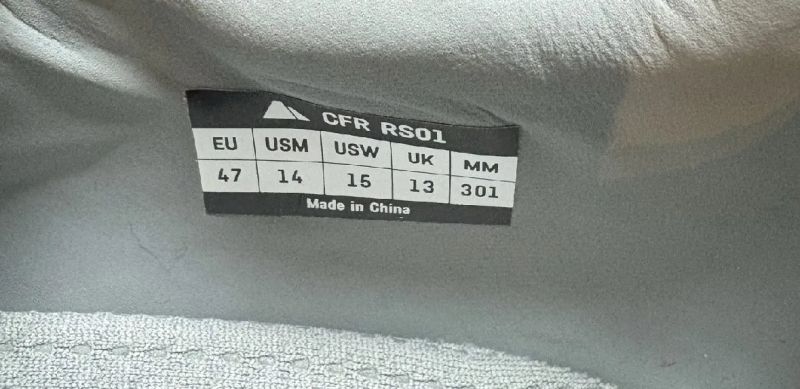 CFR RS01
EU USM USW UK MM
47 14 15 13 301
Made in China